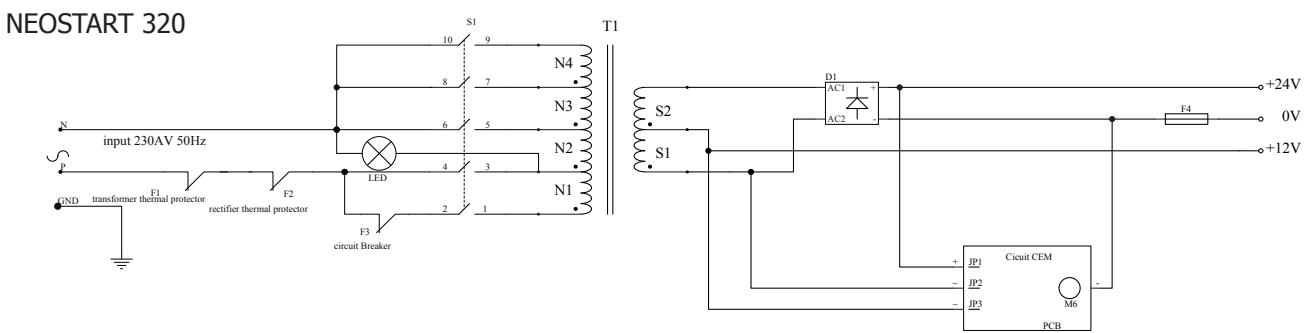 NEOSTART 320
S1
T1
10 9
N4
8 7
N3
6 5
N2
4 3
N1
2 1
N
input 230AV 50Hz
P
F1
transformer thermal protector
F2
rectifier thermal protector
GND
LED
F3
circuit Breaker
S2
S1
D1
AC1 +
AC2 -
+24V
F4
0V
+12V
Cicuit CEM
+ JP1
~ JP2
~ JP3
-
M6
PCB